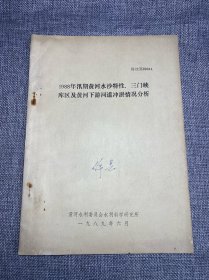 1988年汛期黄河水沙特性、三门峡
库区及黄河下游河道冲淤情况分析
黄河水利委员会水利科学研究所
一九八九年六月